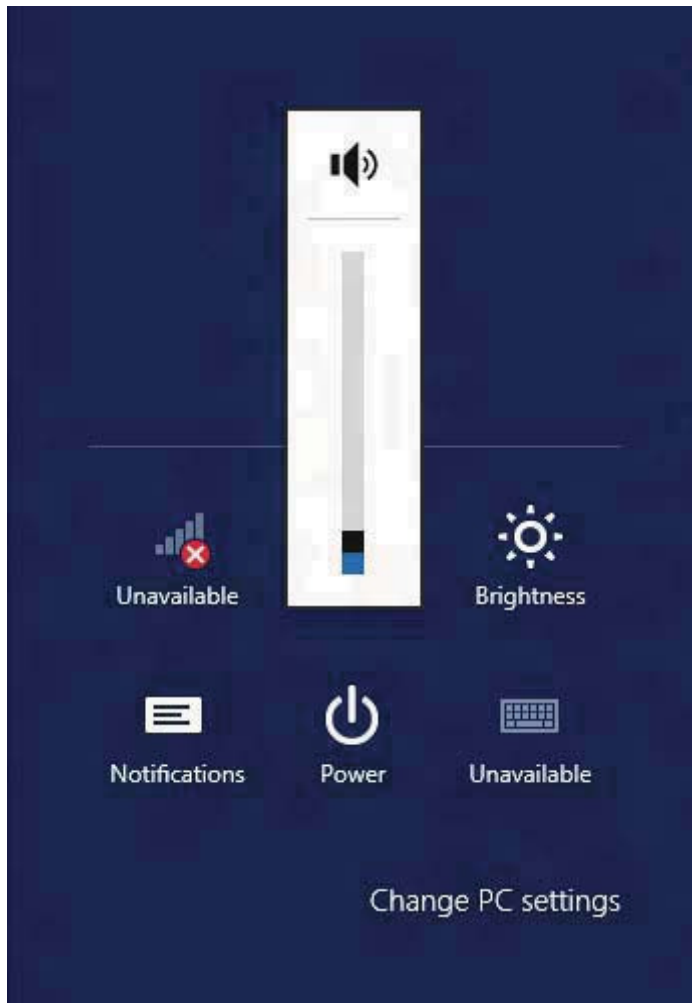 Unavailable
Brightness
Notifications
Power
Unavailable
Change PC settings